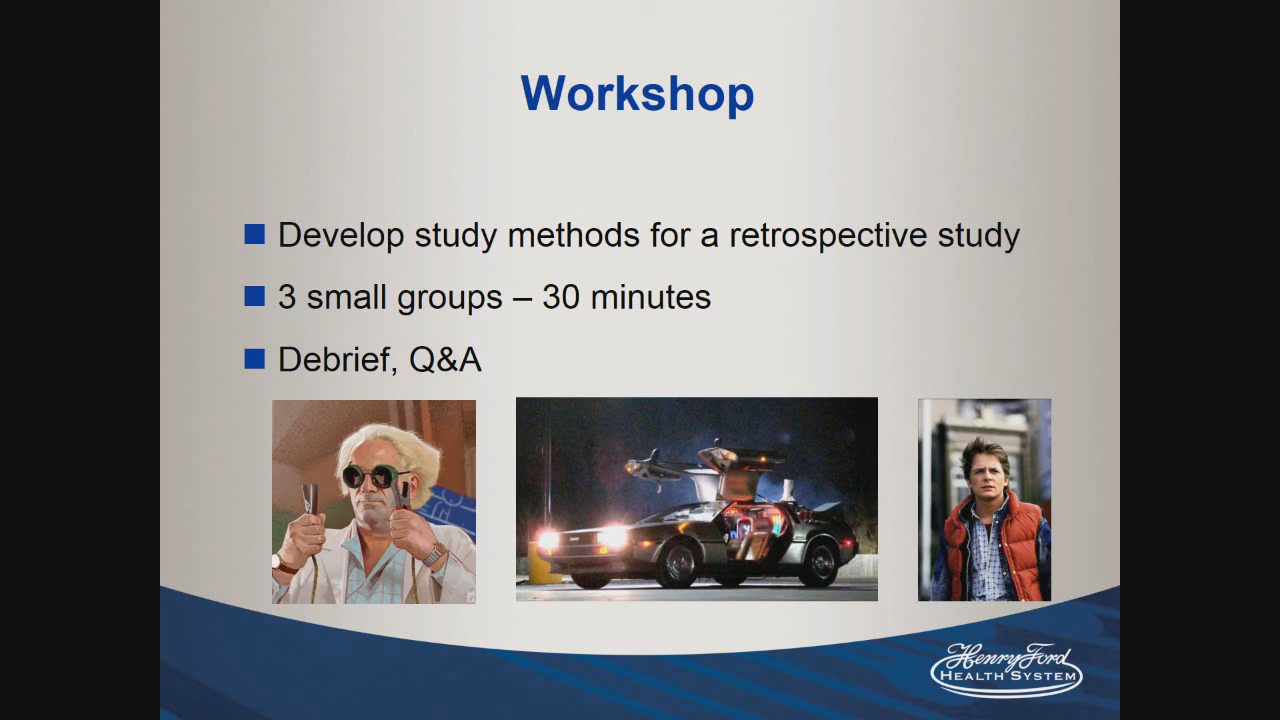 Workshop
Develop study methods for a retrospective study
3 small groups – 30 minutes
Debrief, Q&A
Henry Ford
HEALTH SYSTEM